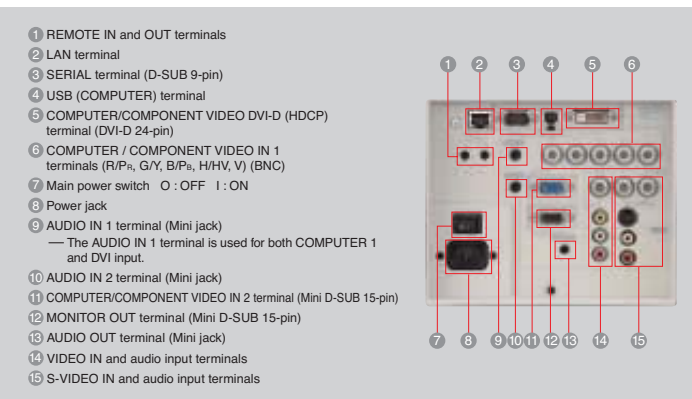 1 REMOTE IN and OUT terminals
2 LAN terminal
3 SERIAL terminal (D-SUB 9-pin)
4 USB (COMPUTER) terminal
5 COMPUTER/COMPONENT VIDEO DVI-D (HDCP)
terminal (DVI-D 24-pin)
6 COMPUTER / COMPONENT VIDEO IN 1
terminals (R/PR, G/Y, B/PB, H/HV, V) (BNC)
7 Main power switch O : OFF I : ON
8 Power jack
9 AUDIO IN 1 terminal (Mini jack)
— The AUDIO IN 1 terminal is used for both COMPUTER 1
and DVI input.
10 AUDIO IN 2 terminal (Mini jack)
11 COMPUTER/COMPONENT VIDEO IN 2 terminal (Mini D-SUB 15-pin)
12 MONITOR OUT terminal (Mini D-SUB 15-pin)
13 AUDIO OUT terminal (Mini jack)
14 VIDEO IN and audio input terminals
15 S-VIDEO IN and audio input terminals
1 2 3 4 5 6
7 8 9 10 11 12 13 14 15